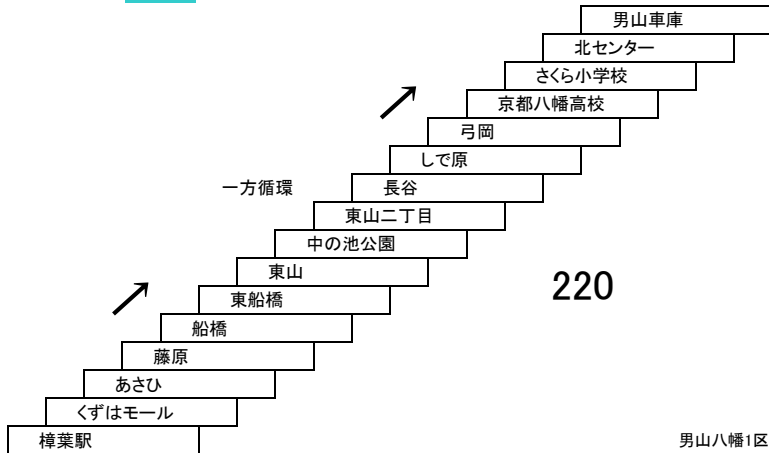 男山車庫
北センター
さくら小学校
京都八幡高校
弓岡
しで原
一方循環
長谷
東山二丁目
中の池公園
東山
220
東船橋
船橋
藤原
あさひ
くずはモール
樟葉駅
男山八幡1区